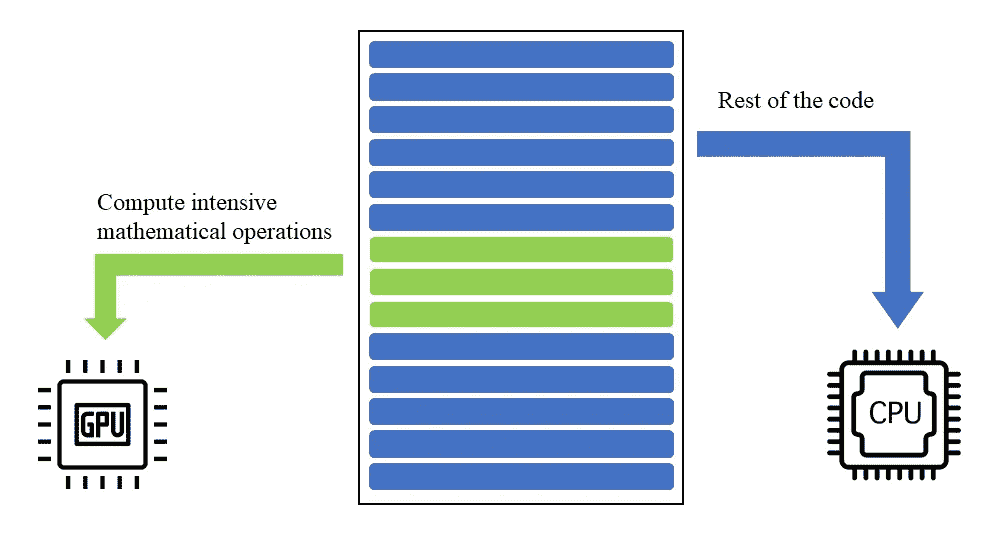 Rest of the code
Compute intensive
mathematical operations
GPU
CPU